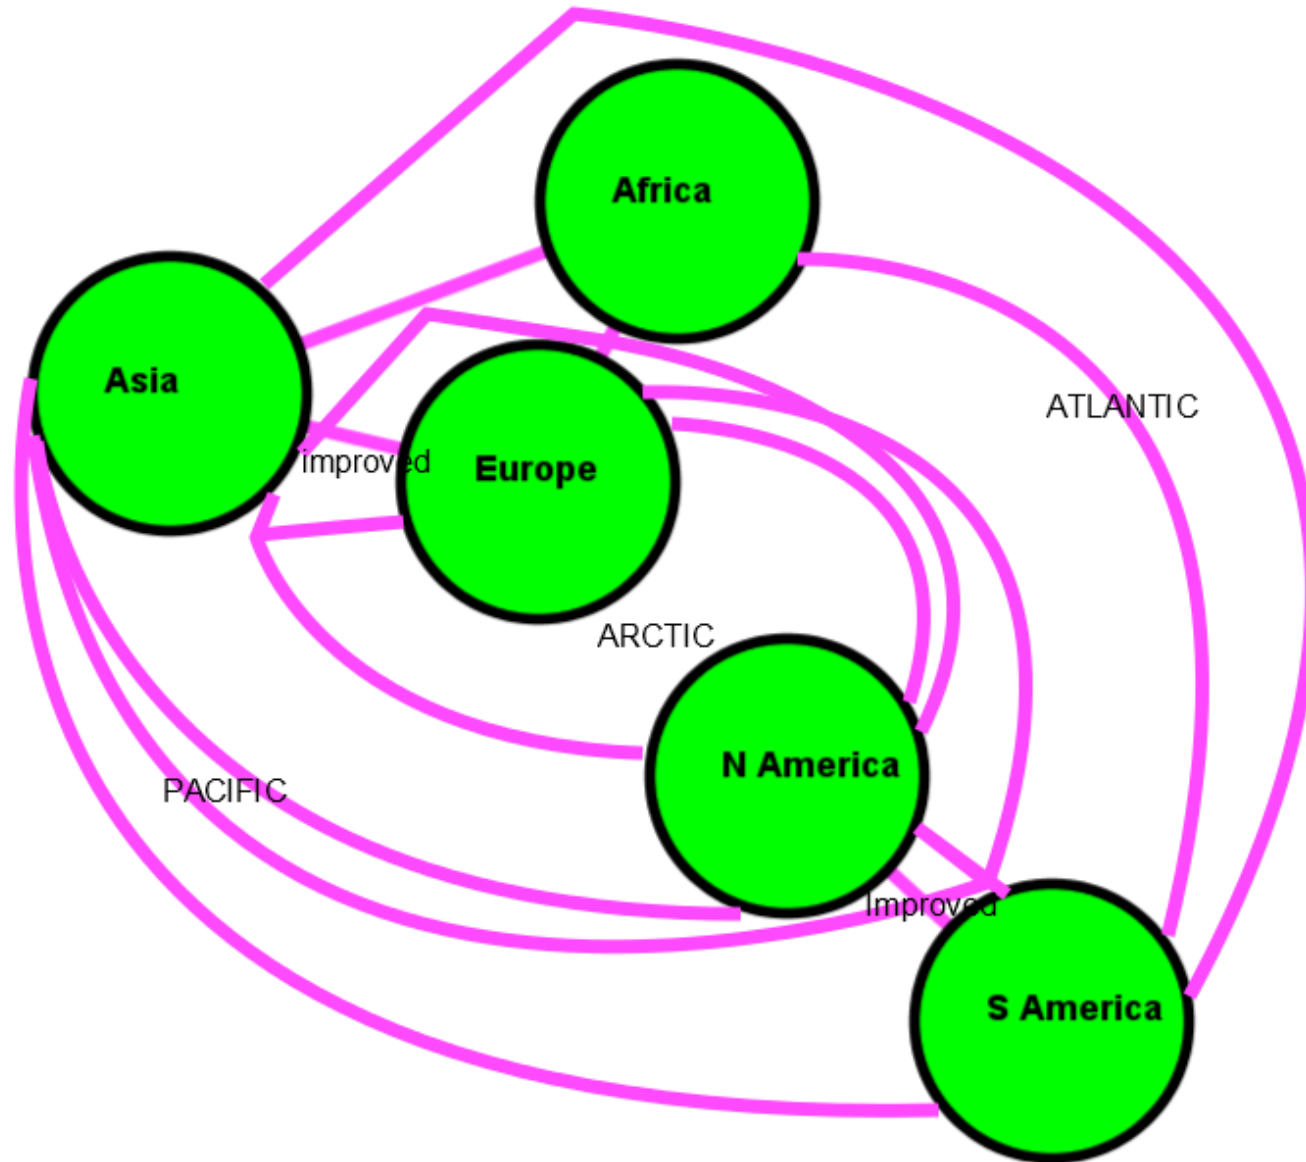 Africa
Asia
ATLANTIC
improved
Europe
ARCTIC
N America
PACIFIC
Improved
S America